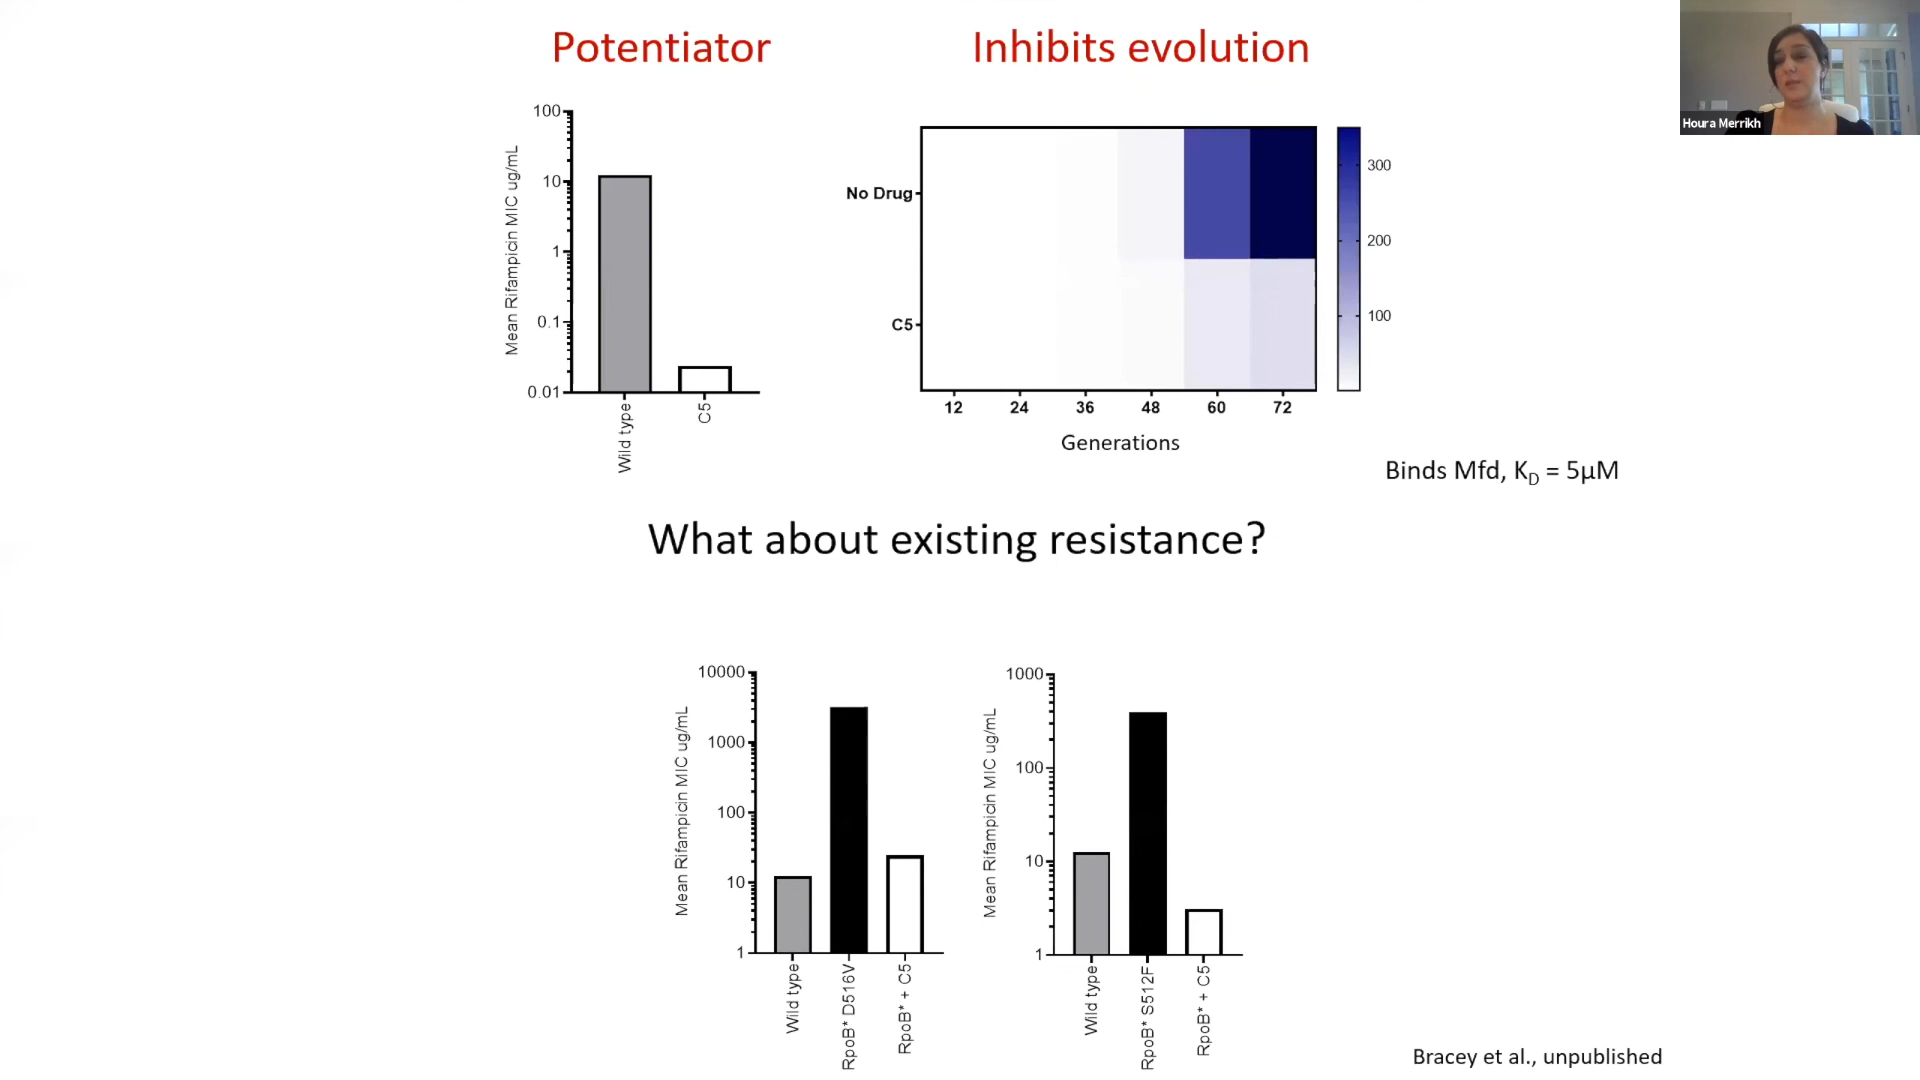 Potentiator
Inhibits evolution
Houra Merrikh
Mean Rifampicin MIC ug/mL
100
10
1
0.1
0.01
Wild type
C5
No Drug
C5
12 24 36 48 60 72
Generations
300
200
100
Binds Mfd, KD = 5µM
What about existing resistance?
Mean Rifampicin MIC ug/mL
10000
1000
100
10
1
Wild type
RpoB* D516V
RpoB* + C5
Mean Rifampicin MIC ug/mL
1000
100
10
1
Wild type
RpoB* S512F
RpoB* + C5
Bracey et al., unpublished